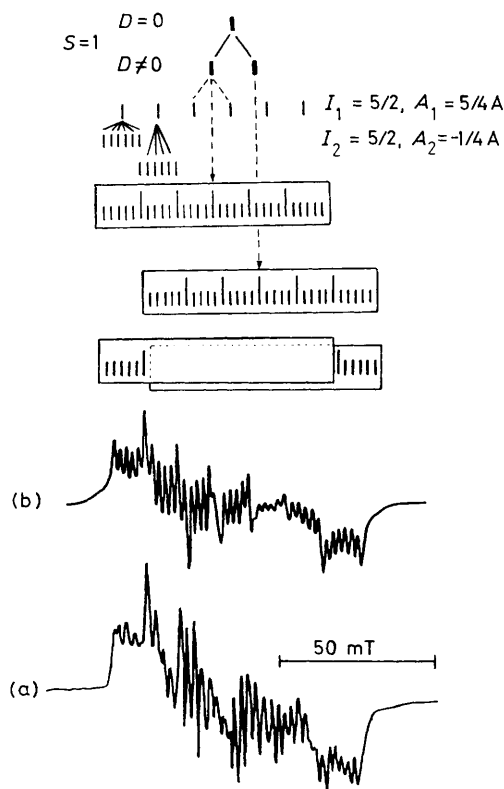 D = 0
S = 1
D ≠ 0
I₁ = 5/2, A₁ = 5/4 A
I₂ = 5/2, A₂ = -1/4 A
(b)
50 mT
(a)